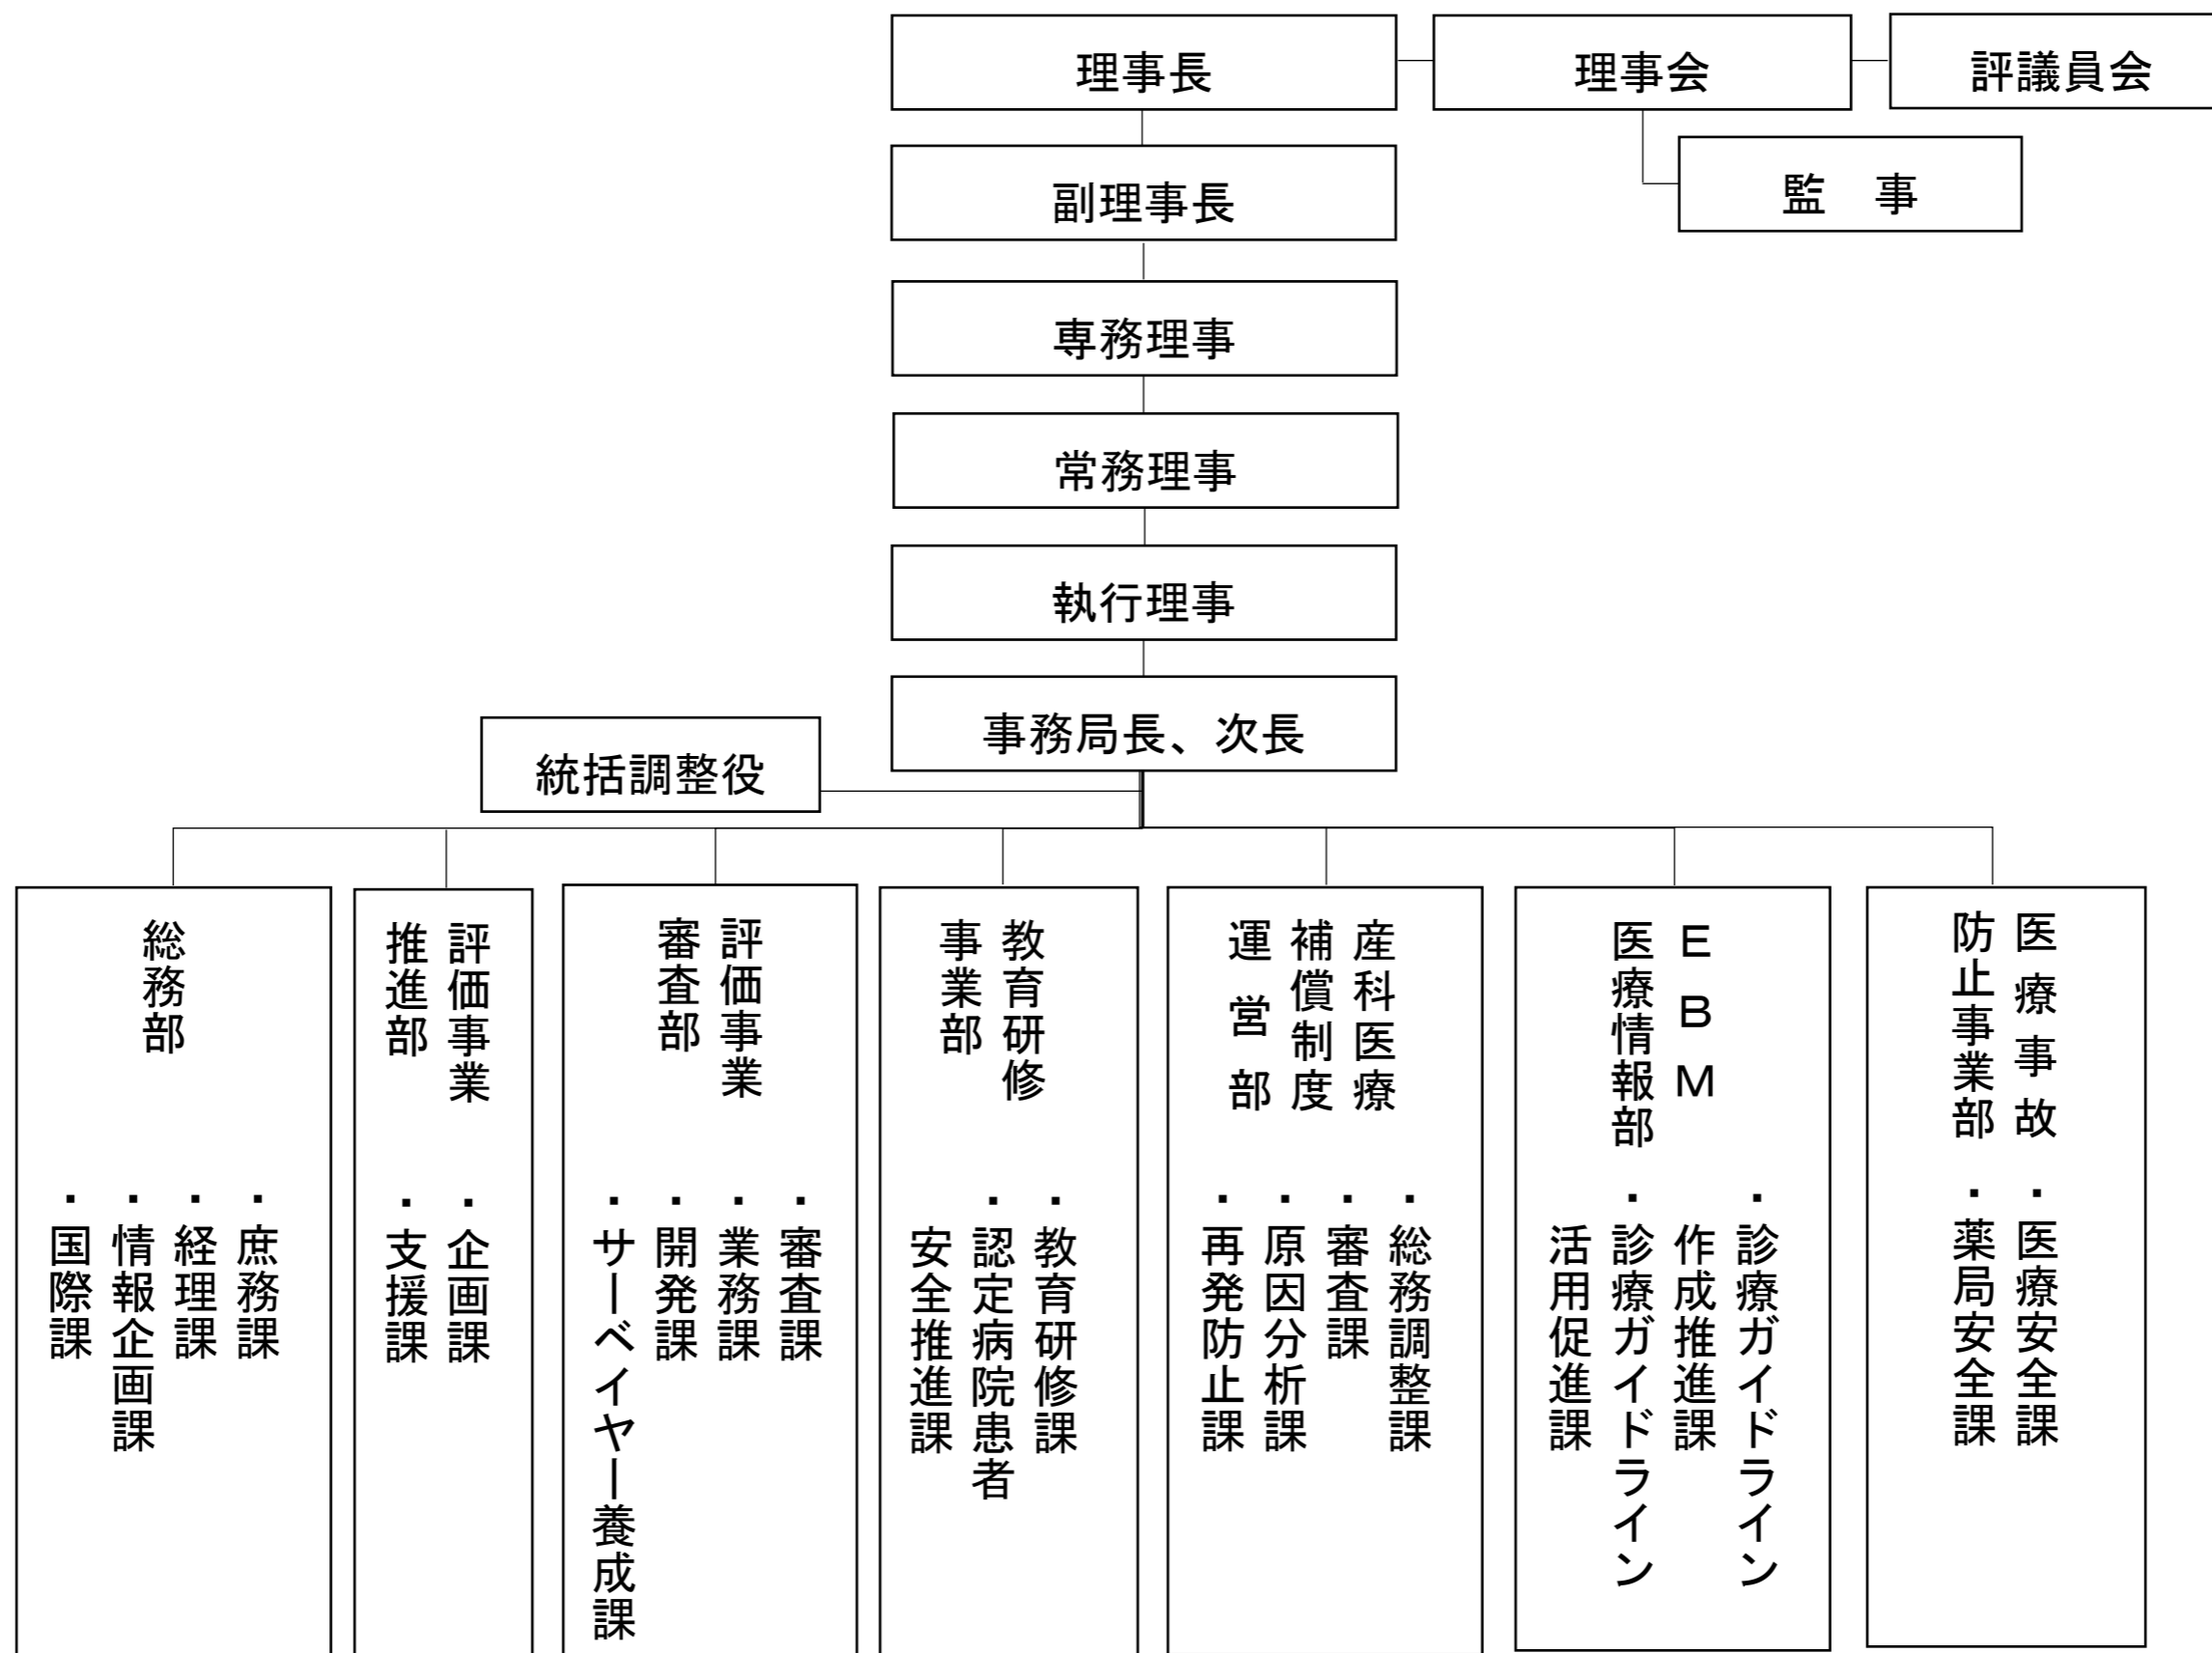 理事長
理事会
評議員会
監　事
副理事長
専務理事
常務理事
執行理事
事務局長、次長
統括調整役
総務部
・庶務課
・経理課
・情報企画課
・国際課
評価事業
推進部
・企画課
・支援課
評価事業
審査部
・審査課
・業務課
・開発課
・サーベイヤー養成課
教育研修
事業部
・教育研修課
・認定病院患者
安全推進課
産科医療
補償制度
運営部
・総務調整課
・審査課
・原因分析課
・再発防止課
ＥＢＭ
医療情報部
・診療ガイドライン
作成推進課
・診療ガイドライン
活用促進課
医療事故
防止事業部
・医療安全課
・薬局安全課